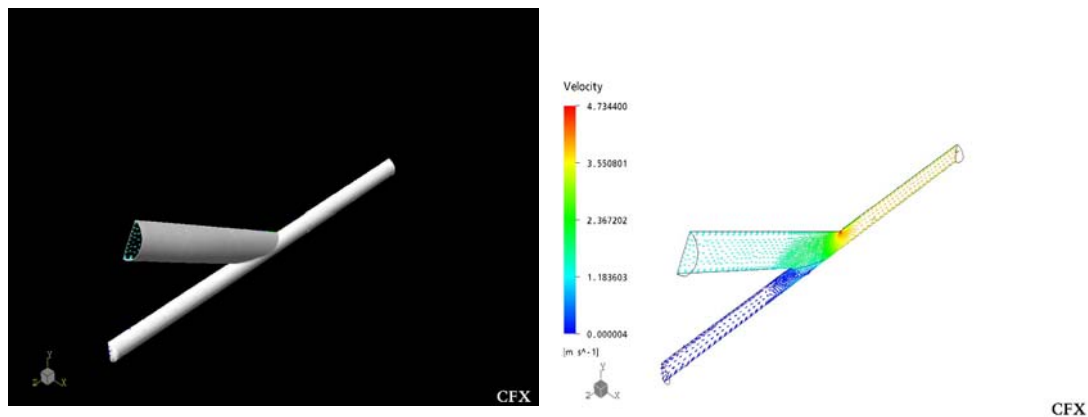 y
z
x
CFX
Velocity
4.734400
3.550801
2.367202
1.183603
0.000004
[m s^-1]
y
z
x
CFX